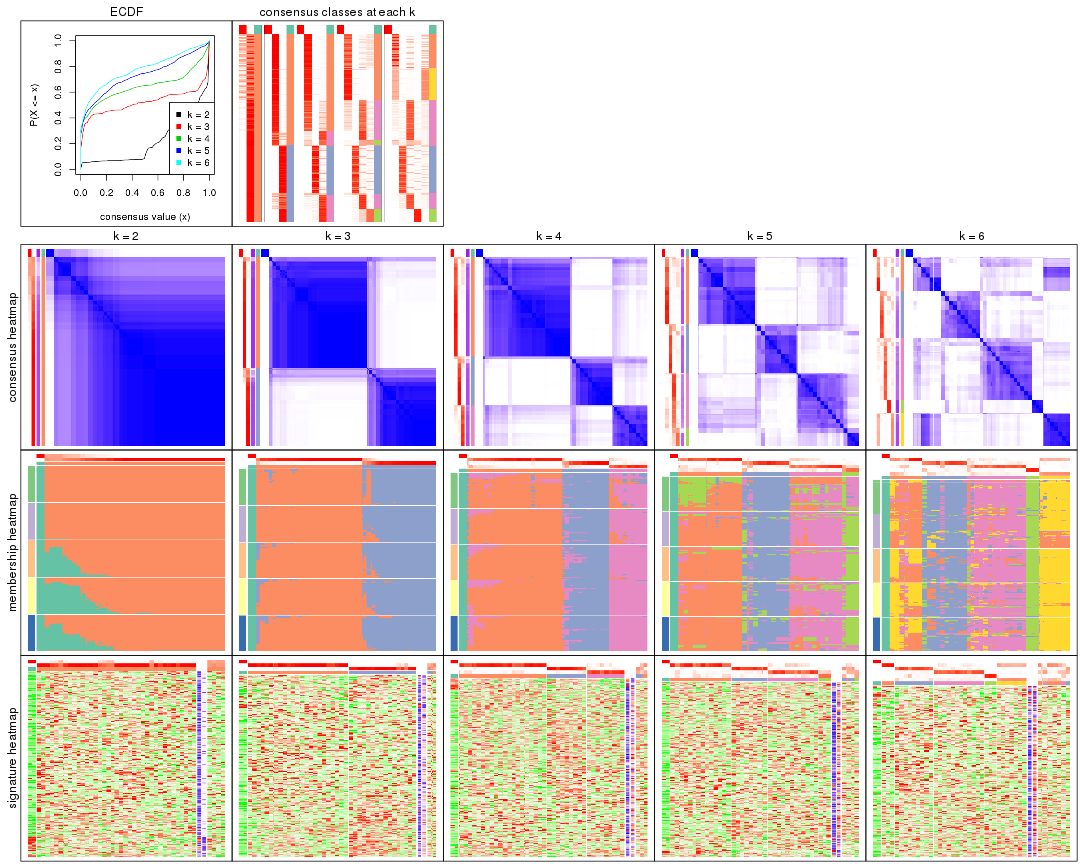 ECDF
consensus classes at each k
P(X <= x)
0.0
0.2
0.4
0.6
0.8
1.0
k = 2
k = 3
k = 4
k = 5
k = 6
0.0 0.2 0.4 0.6 0.8 1.0
consensus value (x)
k = 2
k = 3
k = 4
k = 5
k = 6
consensus heatmap
membership heatmap
signature heatmap